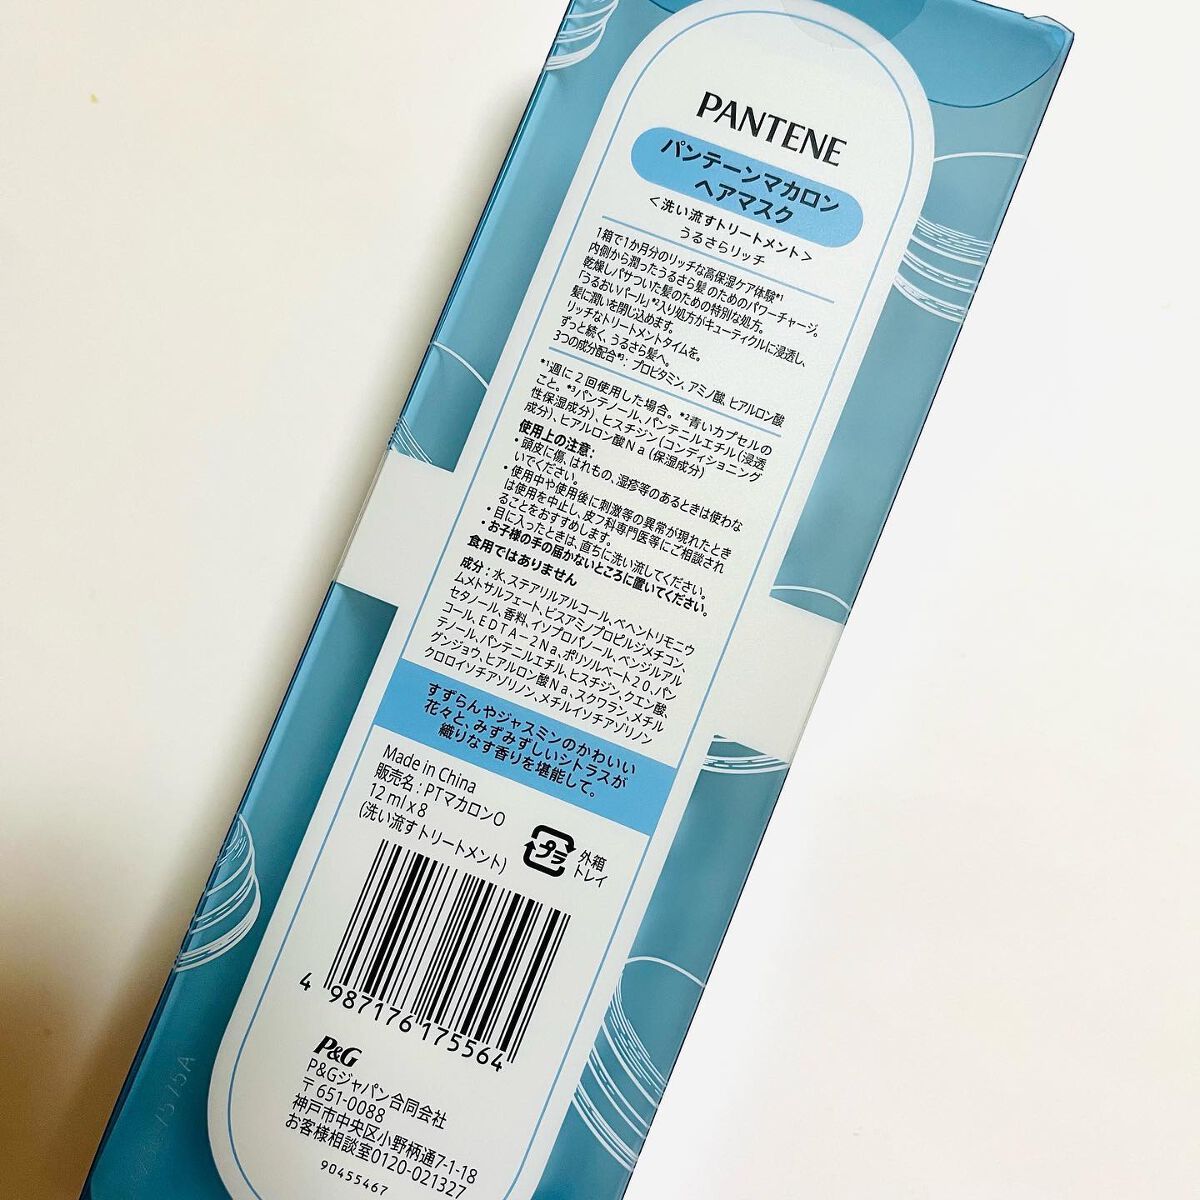 PANTENE
パンテーンマカロン
ヘアマスク
＜洗い流すトリートメント＞
うるさらリッチ
1箱で1か月分のリッチな高保湿ケア体験*1
内側から潤ったうるさら髪のためのパワーチャージ。
乾燥しパサついた髪のための特別な処方。
「うるおいパール」*2入り処方がキューティクルに浸透し、
髪に潤いを閉じ込めます。
リッチなトリートメントタイムを。
ずっと続く、うるさら髪へ。
3つの成分配合*3：プロビタミン、アミノ酸、ヒアルロン酸
*1週に2回使用した場合。*2青いカプセルの
こと。*3パンテノール、パンテニルエチル（浸透
性保湿成分）、ヒスチジン（コンディショニング
成分）、ヒアルロン酸Na（保湿成分）
使用上の注意：
・頭皮に傷、はれもの、湿疹等のあるときは使わな
いでください。
・使用中や使用後に刺激等の異常が現れたとき
は使用を中止し、皮フ科専門医等にご相談され
ることをおすすめします。
・目に入ったときは、直ちに洗い流してください。
・お子様の手の届かないところに置いてください。
食用ではありません
成分：水、ステアリルアルコール、ベヘントリモニウ
ムメトサルフェート、ビスアミノプロピルジメチコン、
セタノール、香料、イソプロパノール、ベンジルアル
コール、EDTA-2Na、ポリソルベート20、パン
テノール、パンテニルエチル、ヒスチジン、クエン酸、
グンジョウ、ヒアルロン酸Na、スクワラン、メチル
クロロイソチアゾリノン、メチルイソチアゾリノン
すずらんやジャスミンのかわいい
花々と、みずみずしいシトラスが
織りなす香りを堪能して。
Made in China
販売名：PTマカロンO
12 ml x 8
(洗い流すトリートメント)
プラ
外箱
トレイ
4 987176 175564
P&G
P&Gジャパン合同会社
〒651-0088
神戸市中央区小野柄通7-1-18
お客様相談室0120-021327
90455467